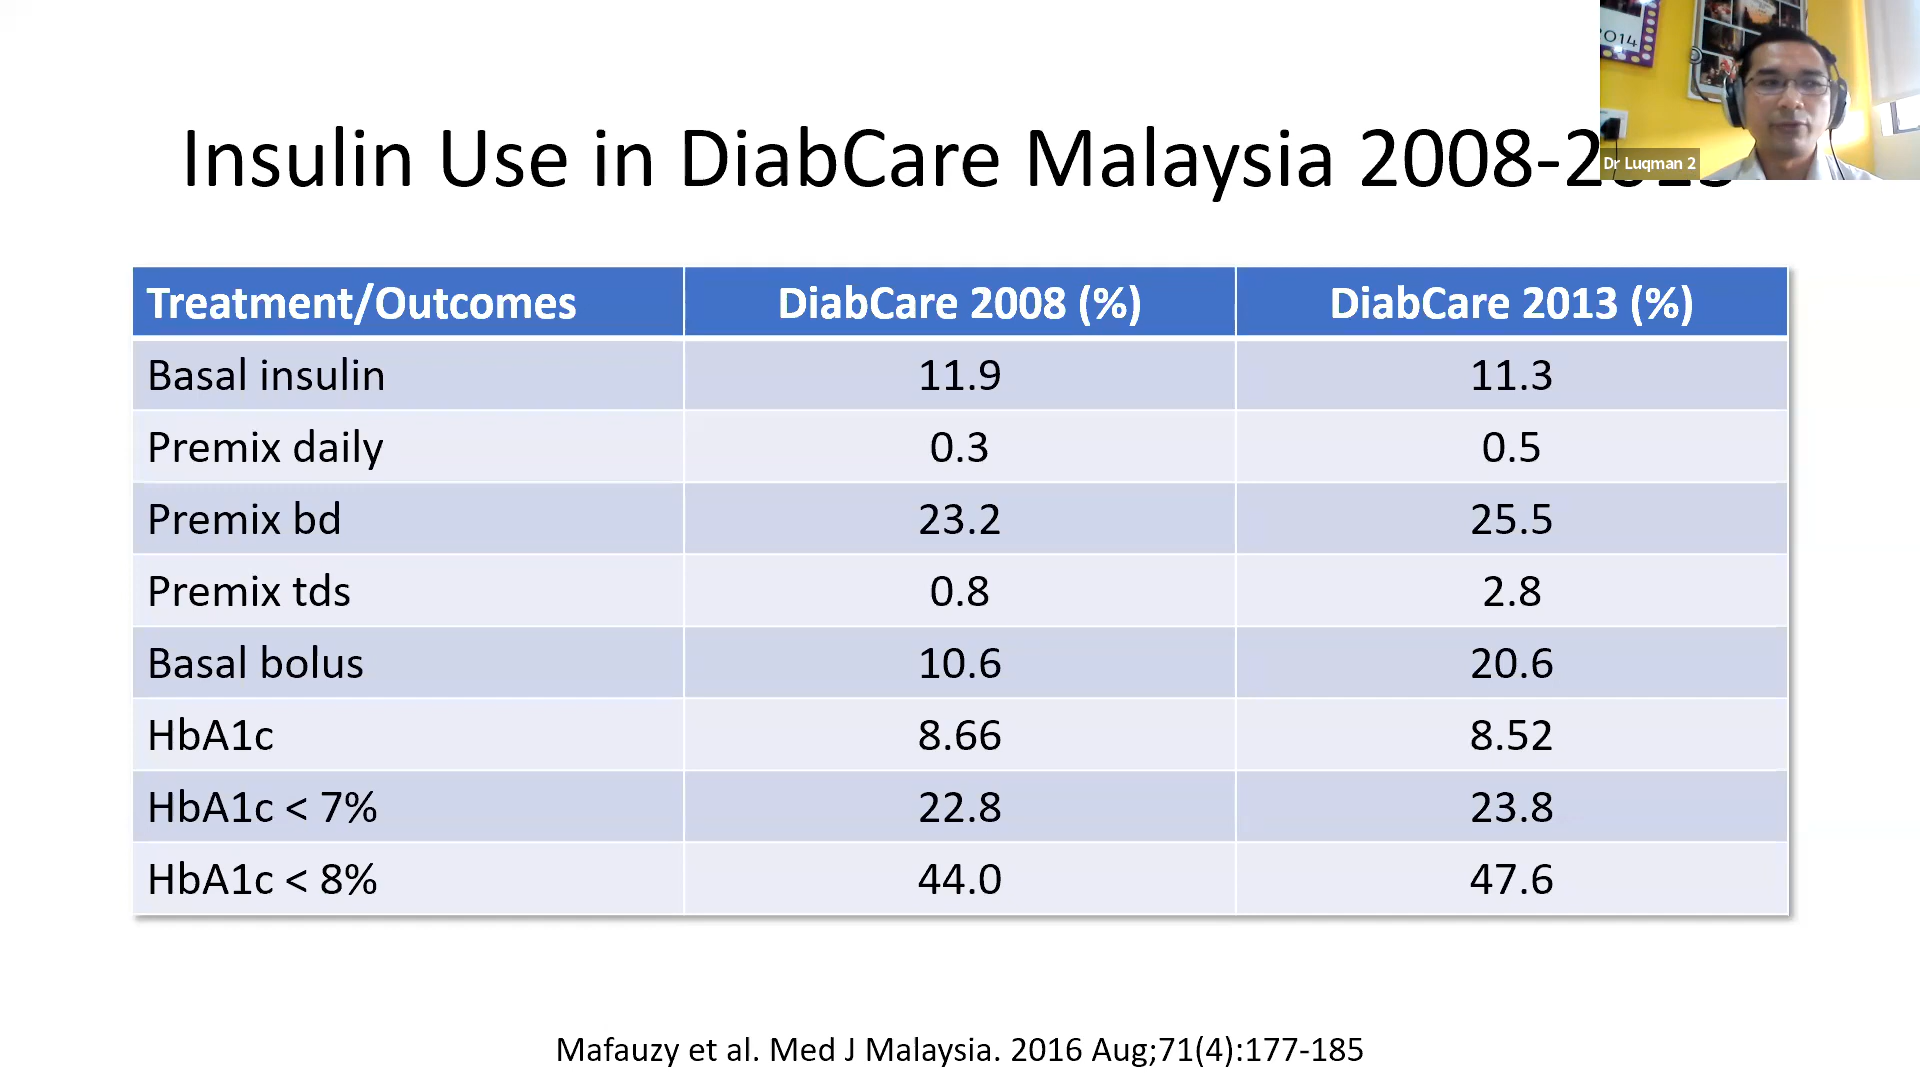 2014
Dr Luqman 2
Insulin Use in DiabCare Malaysia 2008-2013
Treatment/Outcomes DiabCare 2008 (%) DiabCare 2013 (%)
Basal insulin 11.9 11.3
Premix daily 0.3 0.5
Premix bd 23.2 25.5
Premix tds 0.8 2.8
Basal bolus 10.6 20.6
HbA1c 8.66 8.52
HbA1c < 7% 22.8 23.8
HbA1c < 8% 44.0 47.6
Mafauzy et al. Med J Malaysia. 2016 Aug;71(4):177-185